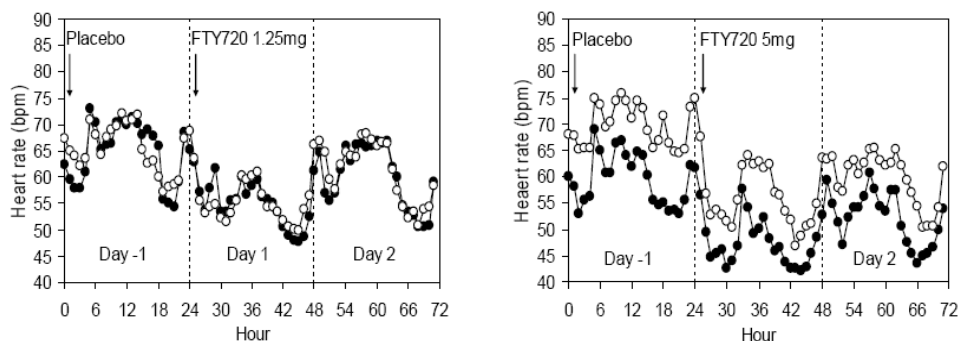 90
85
80
75
70
65
60
55
50
45
40
Heart rate (bpm)
Placebo
FTY720 1.25mg
Day -1
Day 1
Day 2
0 6 12 18 24 30 36 42 48 54 60 66 72
Hour
90
85
80
75
70
65
60
55
50
45
40
Heaert rate (bpm)
Placebo
FTY720 5mg
Day -1
Day 2
0 6 12 18 24 30 36 42 48 54 60 66 72
Hour